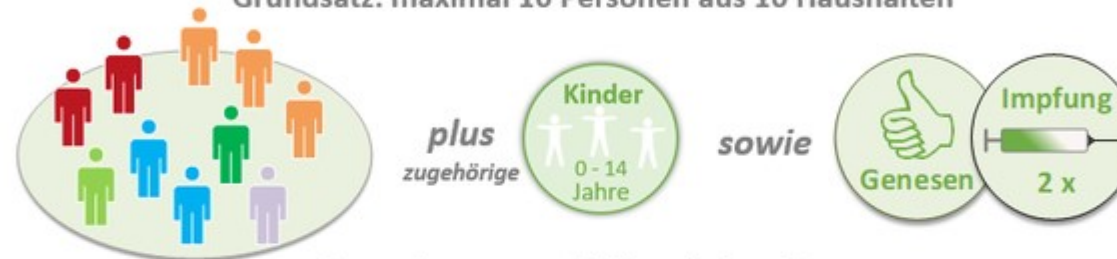 Grundsatz: maximal 10 Personen aus 10 Haushalten
plus
zugehörige
Kinder
0 - 14
Jahre
sowie
Genesen
Impfung
2 x